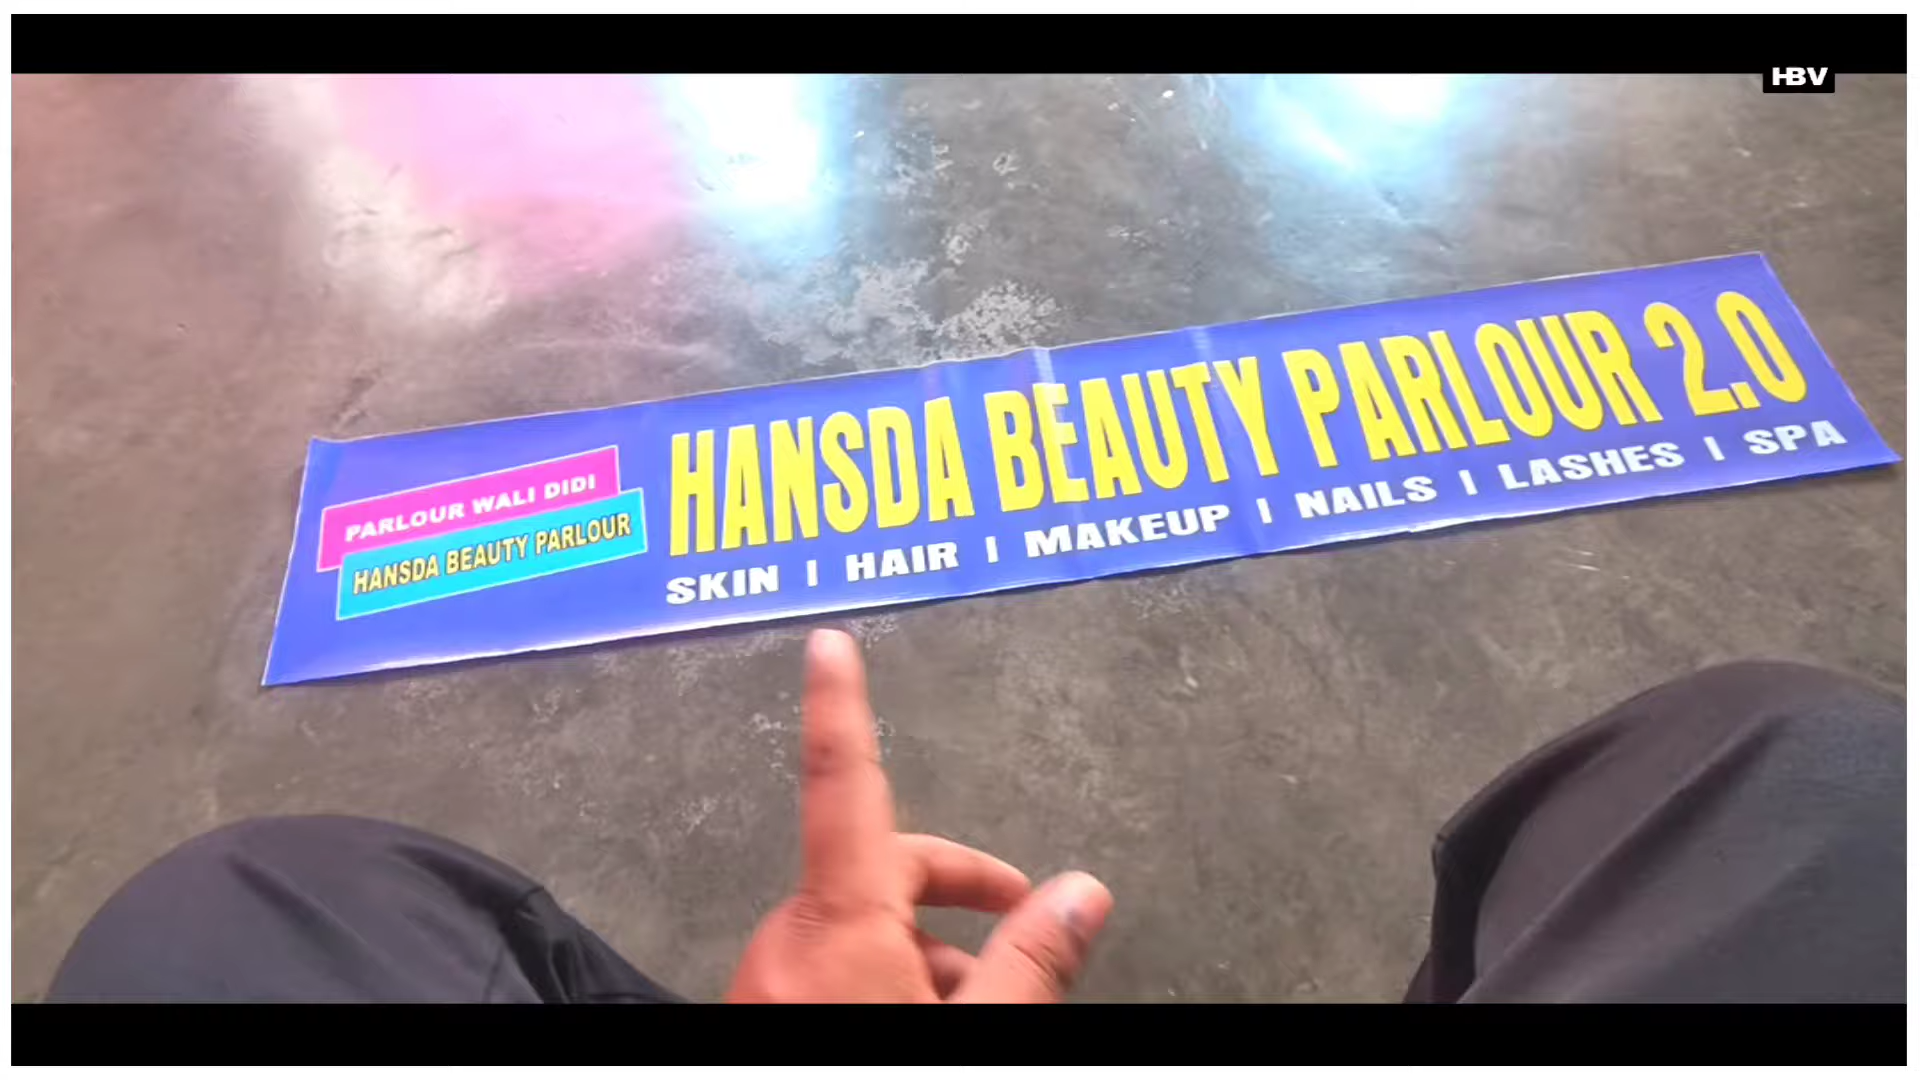 HBV
PARLOUR WALI DIDI
HANSDA BEAUTY PARLOUR
HANSDA BEAUTY PARLOUR 2.0
SKIN | HAIR | MAKEUP | NAILS | LASHES | SPA